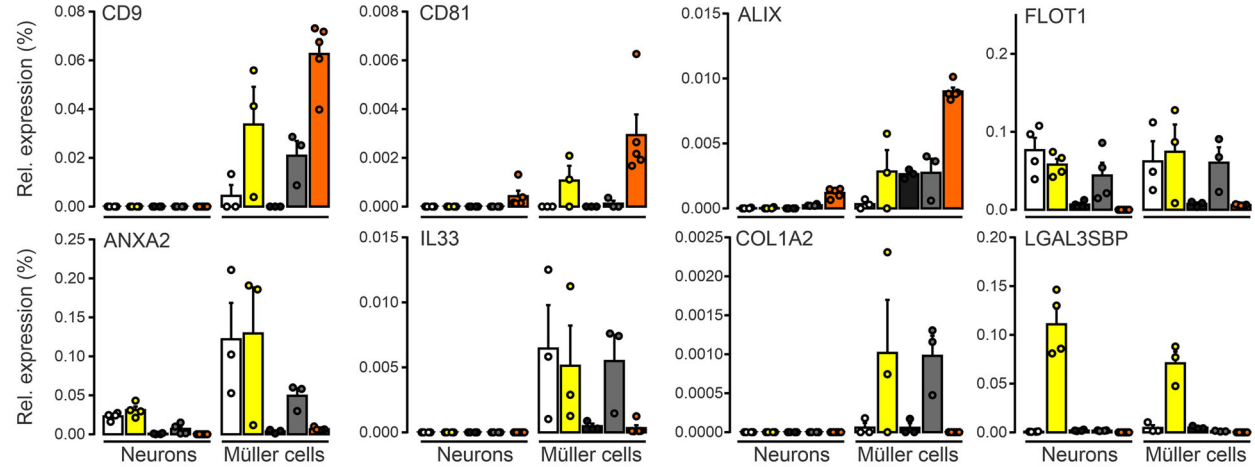 CD9
CD81
ALIX
FLOT1
Rel. expression (%)
0.08
0.06
0.04
0.02
0.00
0.008
0.006
0.004
0.002
0.000
0.015
0.010
0.005
0.000
0.2
0.1
0.0
ANXA2
IL33
COL1A2
LGAL3SBP
Rel. expression (%)
0.25
0.20
0.15
0.10
0.05
0.00
0.015
0.010
0.005
0.000
0.0025
0.0020
0.0015
0.0010
0.0005
0.0000
0.20
0.15
0.10
0.05
0.00
Neurons Müller cells
Neurons Müller cells
Neurons Müller cells
Neurons Müller cells